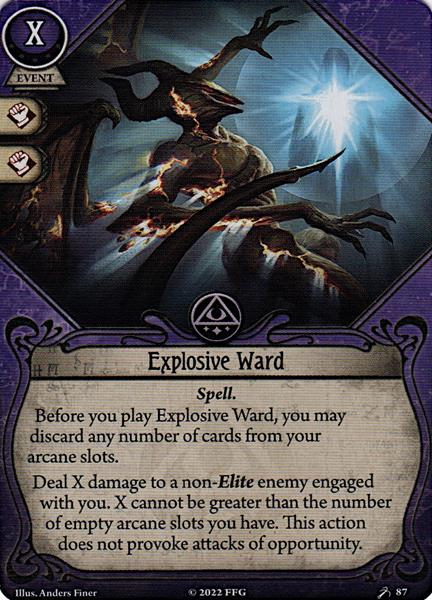 X
EVENT
Explosive Ward
Spell.
Before you play Explosive Ward, you may
discard any number of cards from your
arcane slots.
Deal X damage to a non-Elite enemy engaged
with you. X cannot be greater than the number
of empty arcane slots you have. This action
does not provoke attacks of opportunity.
Illus. Anders Finer
© 2022 FFG
87